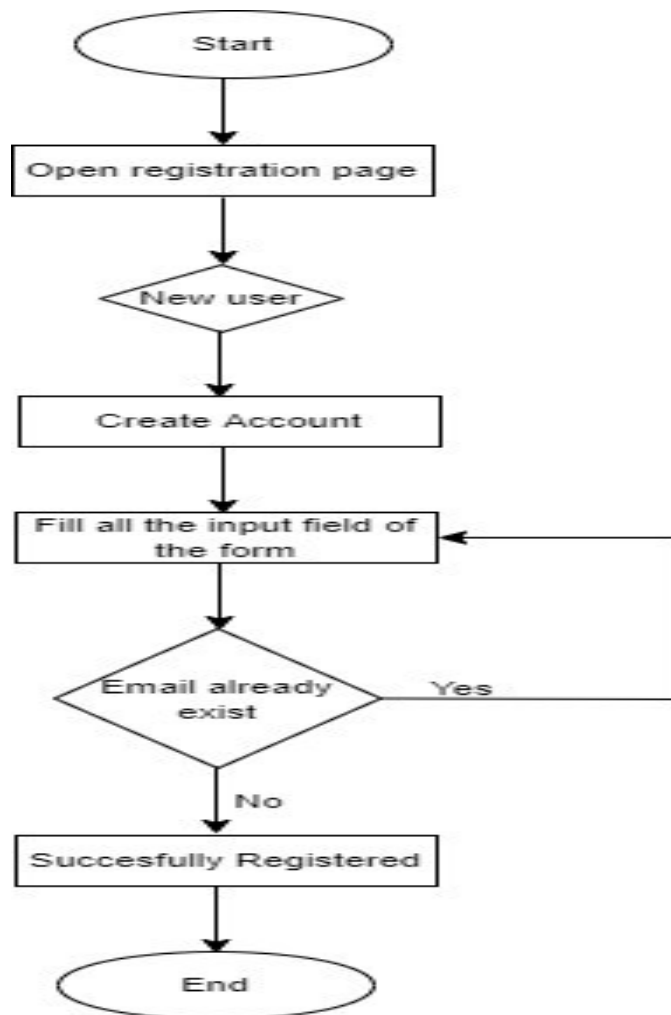 Start
Open registration page
New user
Create Account
Fill all the input field of
the form
Email already
exist
Yes
No
Succesfully Registered
End